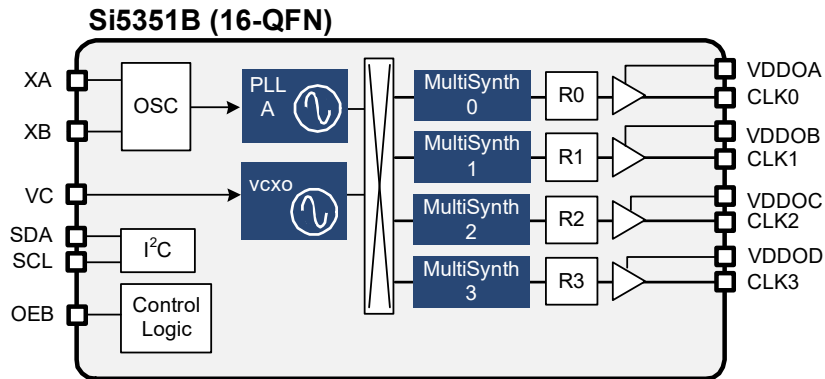 Si5351B (16-QFN)
XA
XB
OSC
PLL
A
MultiSynth
0
R0
VDDOA
CLK0
MultiSynth
1
R1
VDDOB
CLK1
VC
vcxo
MultiSynth
2
R2
VDDOC
CLK2
SDA
SCL
I²C
MultiSynth
3
R3
VDDOD
CLK3
OEB
Control
Logic